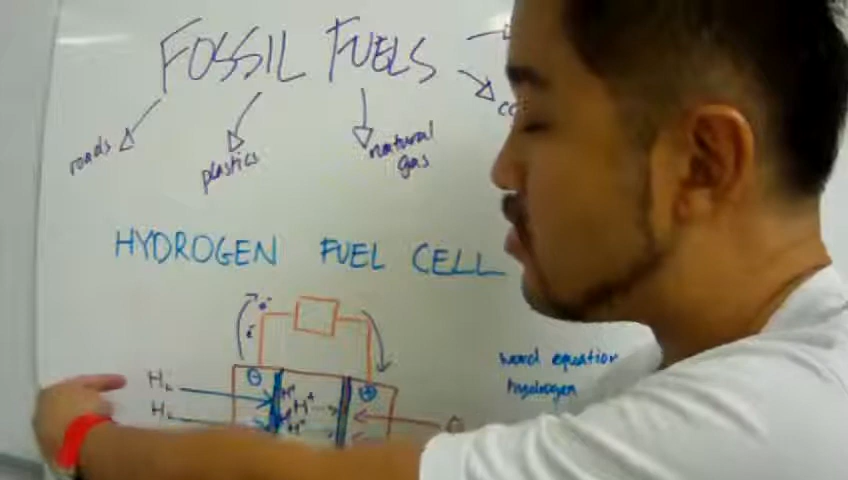 FOSSIL FUELS
roads
plastics
natural
gas
HYDROGEN FUEL CELL
e-
e-
word equation
hydrogen
H₂
H₂
H+
H+
H+